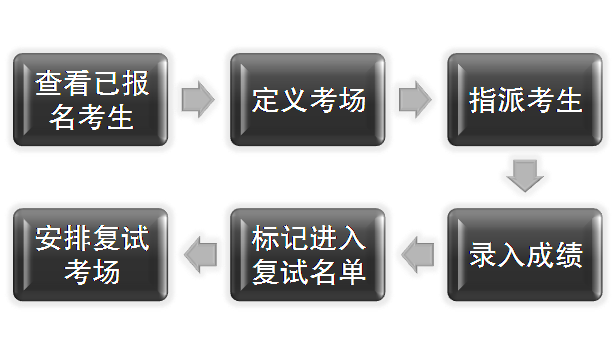 查看已报
名考生
定义考场
指派考生
录入成绩
标记进入
复试名单
安排复试
考场